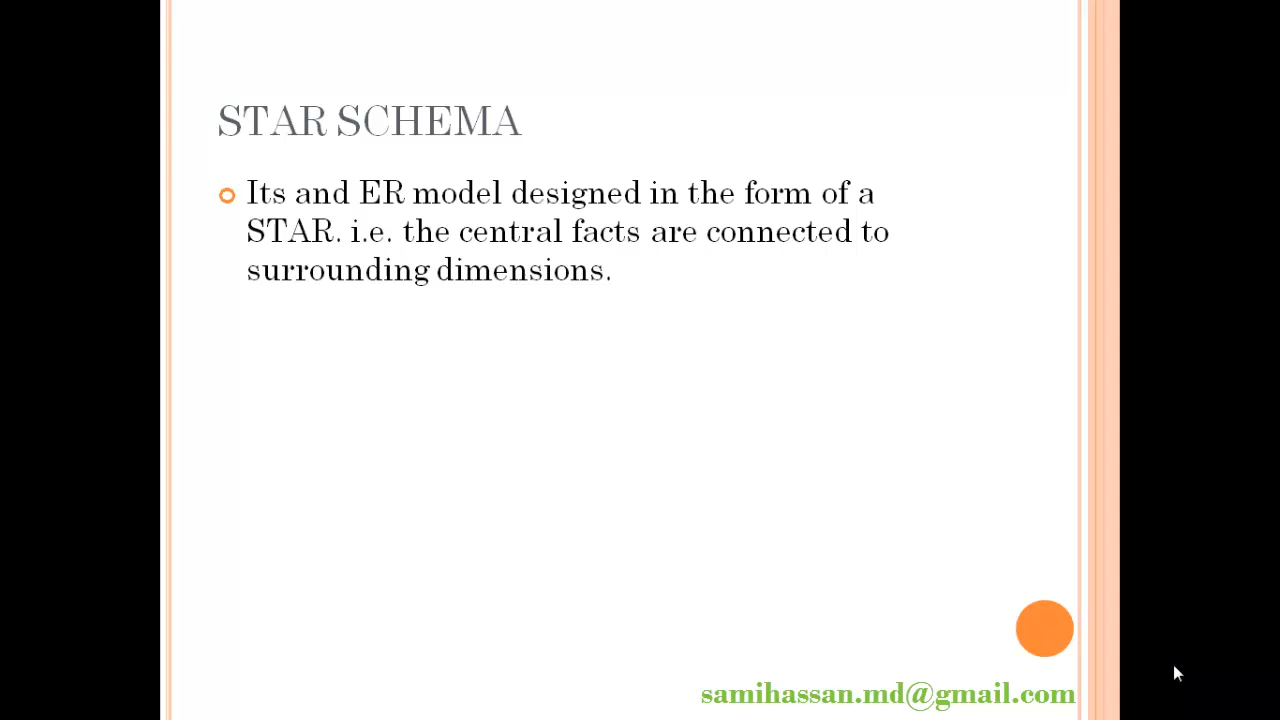 STAR SCHEMA
Its and ER model designed in the form of a
STAR. i.e. the central facts are connected to
surrounding dimensions.
samihassan.md@gmail.com